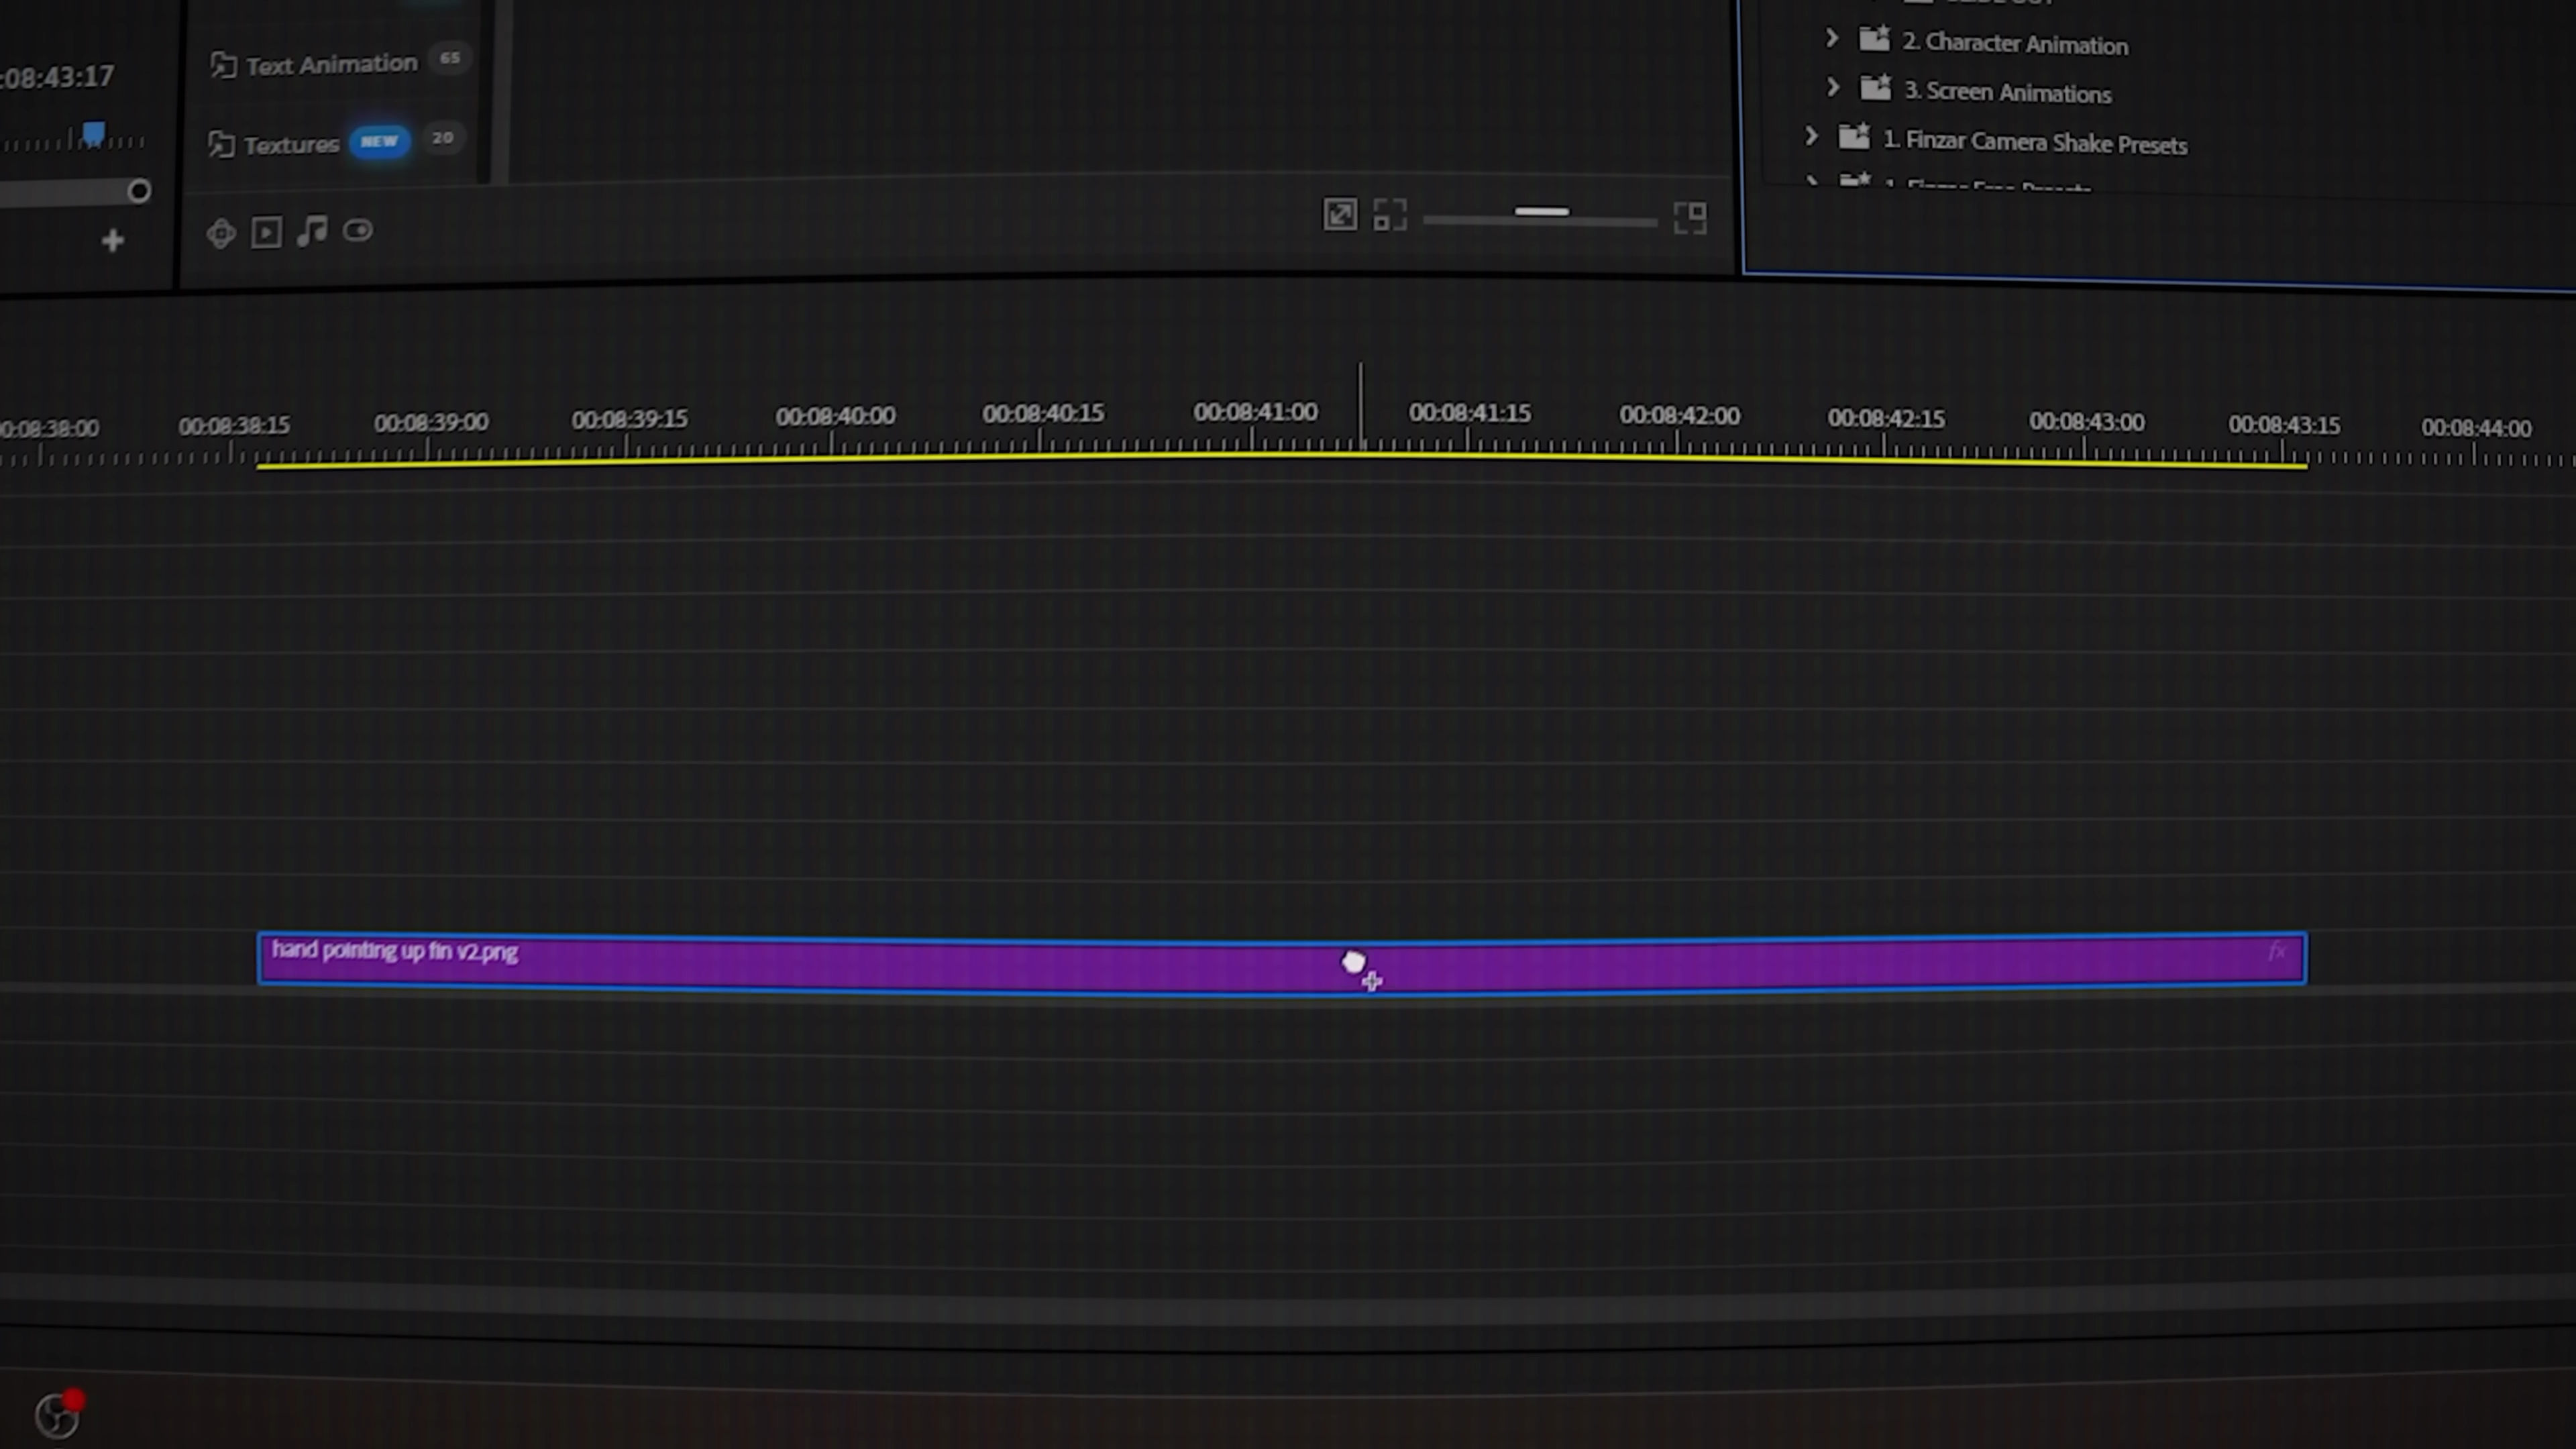 :08:43:17
Text Animation 65
Textures NEW 20
2. Character Animation
3. Screen Animations
1. Finzar Camera Shake Presets
00:08:38:00 00:08:38:15 00:08:39:00 00:08:39:15 00:08:40:00 00:08:40:15 00:08:41:00 00:08:41:15 00:08:42:00 00:08:42:15 00:08:43:00 00:08:43:15 00:08:44:00
hand pointing up fin v2.png
fx